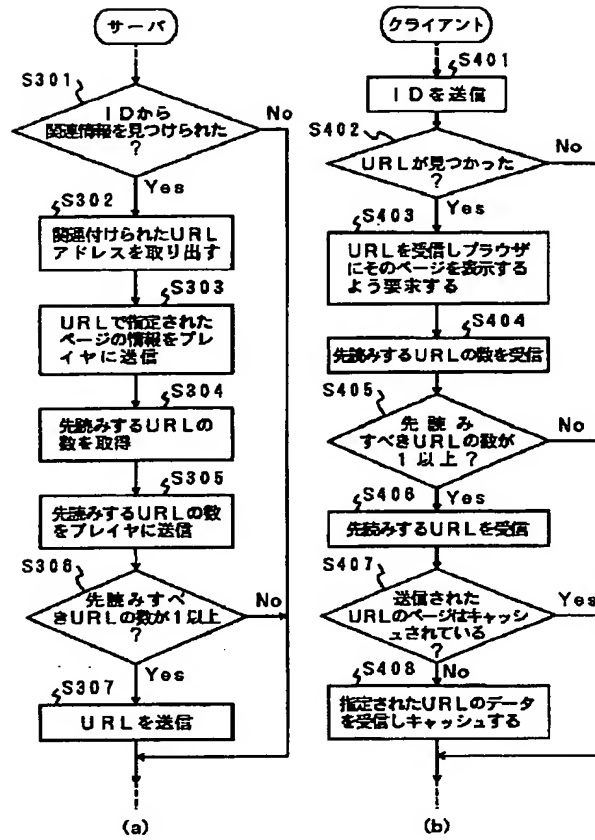 サーバ
S301
IDから
関連情報を見つけられた
?
No
Yes
S302
関連付けられたURL
アドレスを取り出す
S303
URLで指定された
ページの情報をプレイ
ヤに送信
S304
先読みするURLの
数を取得
S305
先読みするURLの数
をプレイヤに送信
S306
先読みすべ
きURLの数が1以上
?
No
Yes
S307
URLを送信
(a)
クライアント
S401
IDを送信
S402
URLが見つかった
?
No
Yes
S403
URLを受信しブラウザ
にそのページを表示する
よう要求する
S404
先読みするURLの数を受信
S405
先読み
すべきURLの数が
1以上?
No
Yes
S406
先読みするURLを受信
S407
送信された
URLのページはキャッシ
ュされている
?
Yes
No
S408
指定されたURLのデータ
を受信しキャッシュする
(b)